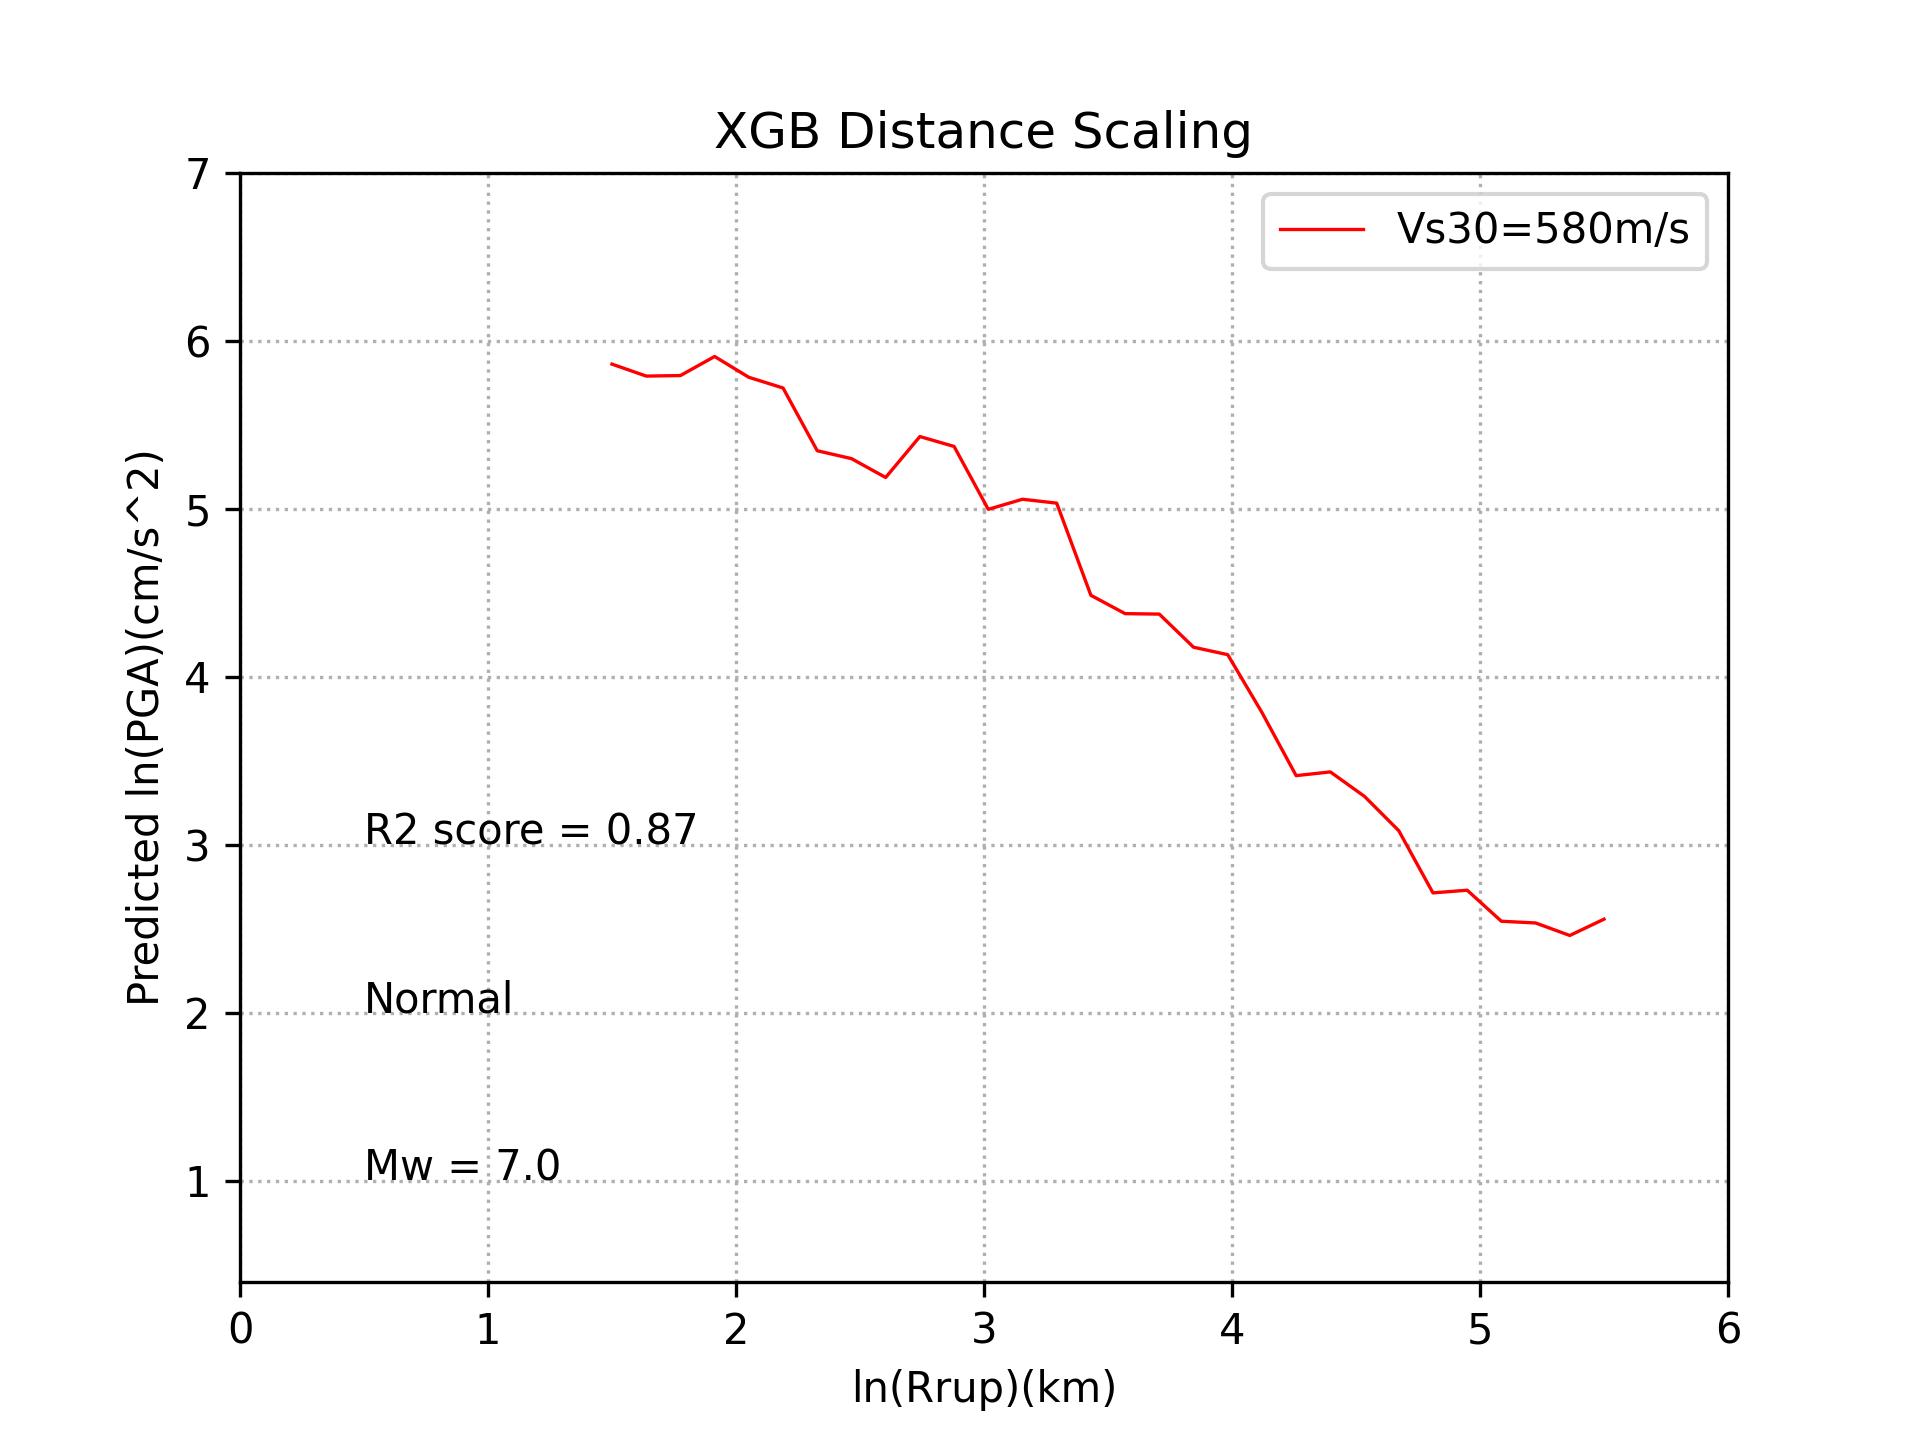 XGB Distance Scaling
Vs30=580m/s
Predicted ln(PGA)(cm/s^2)
7
6
5
4
3
2
1
R2 score = 0.87
Normal
Mw = 7.0
0 1 2 3 4 5 6
ln(Rrup)(km)